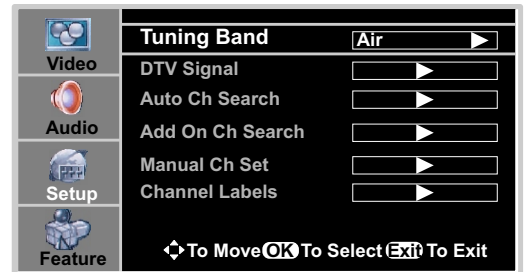 Video
Audio
Setup
Feature
Tuning Band Air
DTV Signal
Auto Ch Search
Add On Ch Search
Manual Ch Set
Channel Labels
To Move OK To Select Exit To Exit